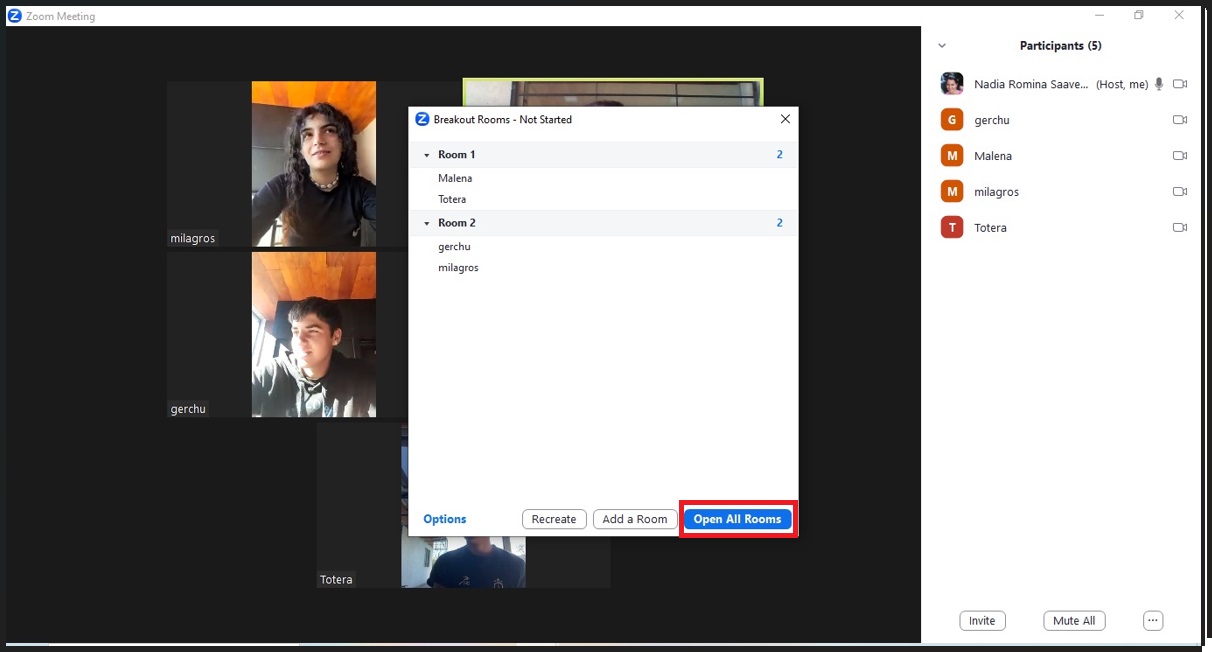 Zoom Meeting
milagros
gerchu
Totera
Breakout Rooms - Not Started
Room 1 2
Malena
Totera
Room 2 2
gerchu
milagros
Options Recreate Add a Room Open All Rooms
Participants (5)
Nadia Romina Saave... (Host, me)
G gerchu
M Malena
M milagros
T Totera
Invite Mute All ...